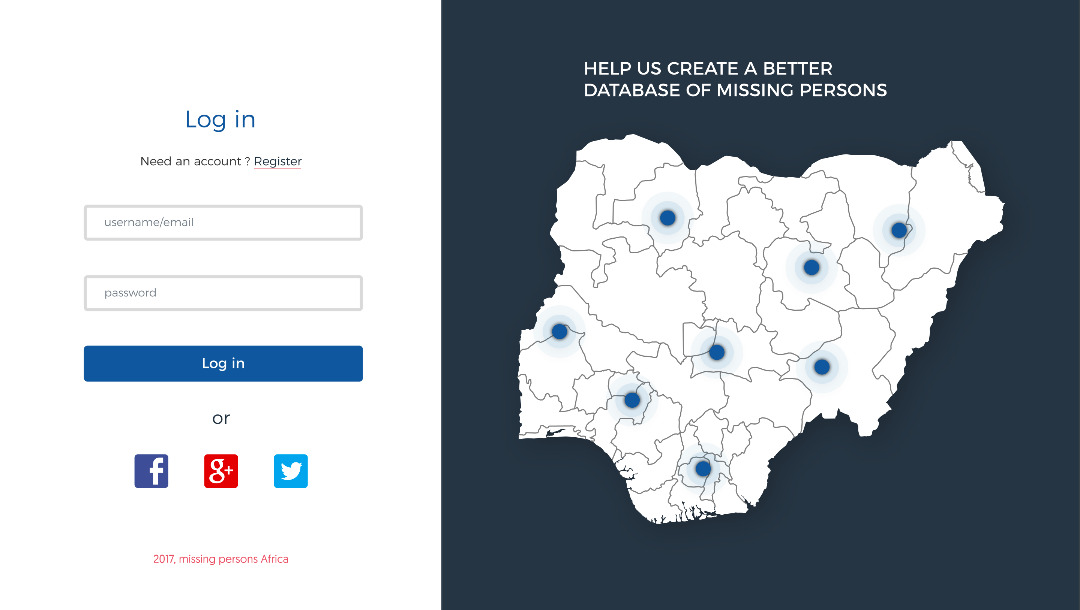 Log in
Need an account ? Register
username/email
password
Log in
or
f
g+
2017, missing persons Africa
HELP US CREATE A BETTER
DATABASE OF MISSING PERSONS